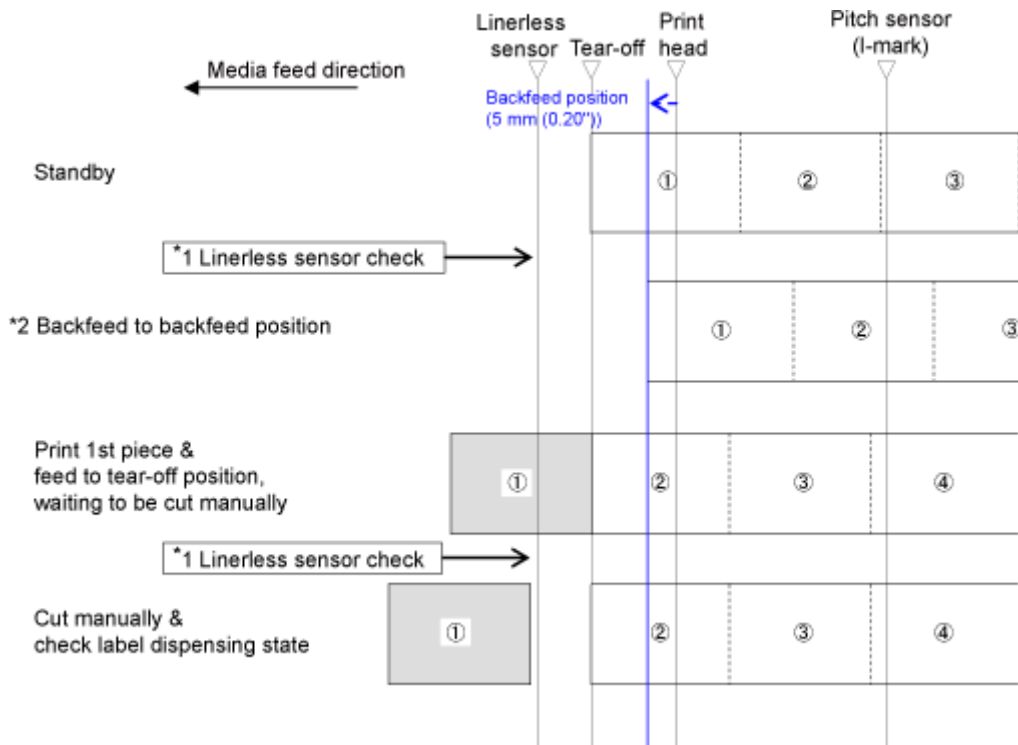 Linerless
sensor
Tear-off
Print
head
Pitch sensor
(I-mark)
Media feed direction
Backfeed position
(5 mm (0.20"))
Standby
① ② ③
*1 Linerless sensor check
*2 Backfeed to backfeed position
① ② ③
Print 1st piece &
feed to tear-off position,
waiting to be cut manually
① ② ③ ④
*1 Linerless sensor check
Cut manually &
check label dispensing state
① ② ③ ④